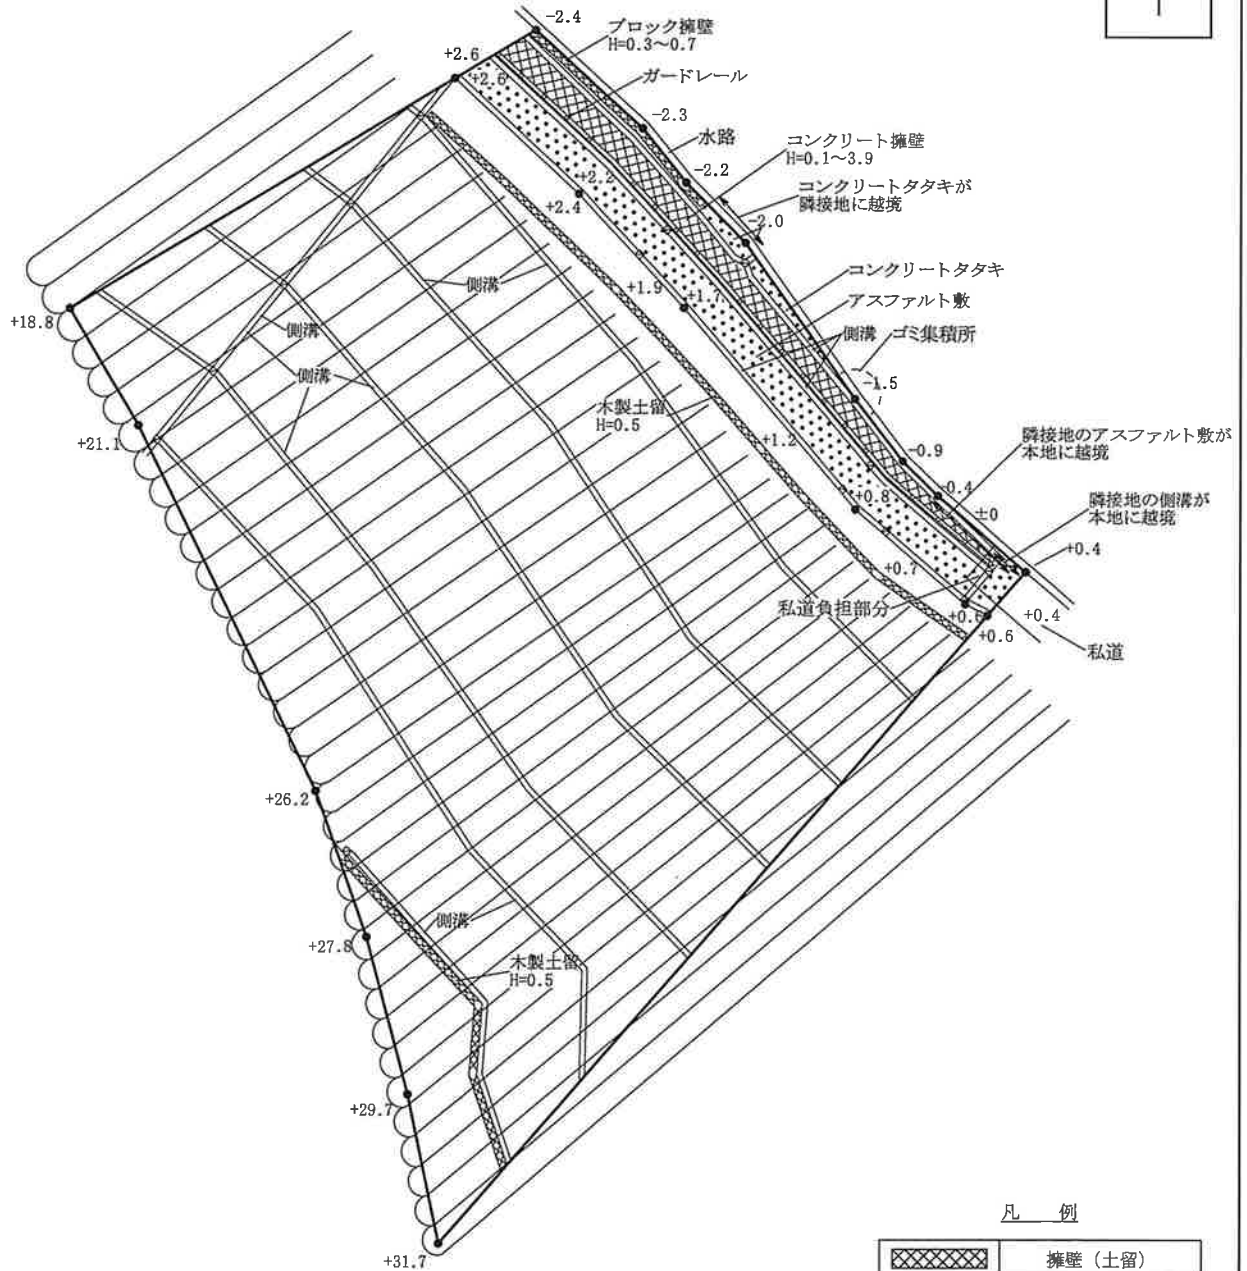 -2.4
ブロック擁壁
H=0.3～0.7
+2.6
+2.6
ガードレール
-2.3
水路
コンクリート擁壁
H=0.1～3.9
-2.2
+2.2
コンクリートタタキが
隣接地に越境
+2.4
-2.0
コンクリートタタキ
側溝
+1.9
+1.7
アスファルト敷
+18.8
側溝
側溝
ゴミ集積所
側溝
-1.5
木製土留
H=0.5
+21.1
+1.2
隣接地のアスファルト敷が
本地に越境
-0.9
-0.4
+0.8
隣接地の側溝が
本地に越境
±0
+0.4
+0.7
私道負担部分
+0.6
+0.4
+0.6
私道
+26.2
側溝
+27.8
木製土留
H=0.5
+29.7
凡 例
擁壁（土留）
+31.7